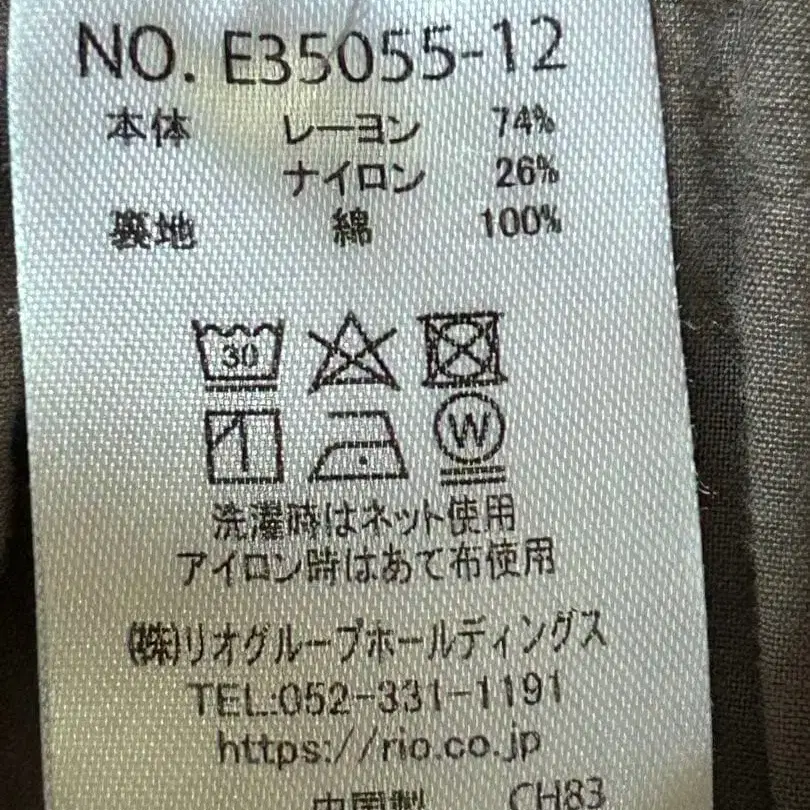 NO. E35055-12
本体 レーヨン 74%
ナイロン 26%
裏地 綿 100%
30
W
洗濯時はネット使用
アイロン時はあて布使用
㈱リオグループホールディングス
TEL:052-331-1191
https://rio.co.jp
中国製 CH83